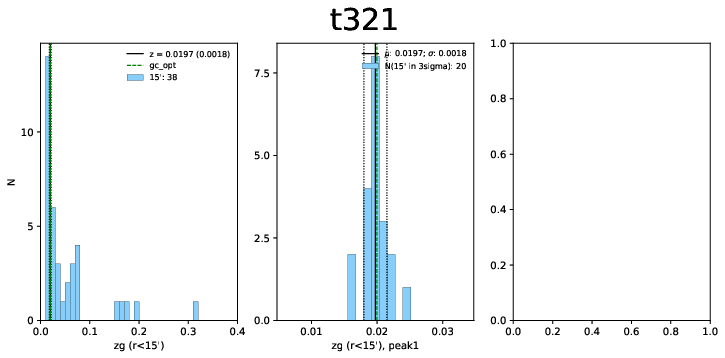 t321
z = 0.0197 (0.0018)
gc_opt
15': 38
N
10
5
0
0.0 0.1 0.2 0.3 0.4
zg (r<15')
μ: 0.0197; σ: 0.0018
N(15' in 3sigma): 20
7.5
5.0
2.5
0.0
0.01 0.02 0.03
zg (r<15'), peak1
1.0
0.8
0.6
0.4
0.2
0.0
0.0 0.2 0.4 0.6 0.8 1.0